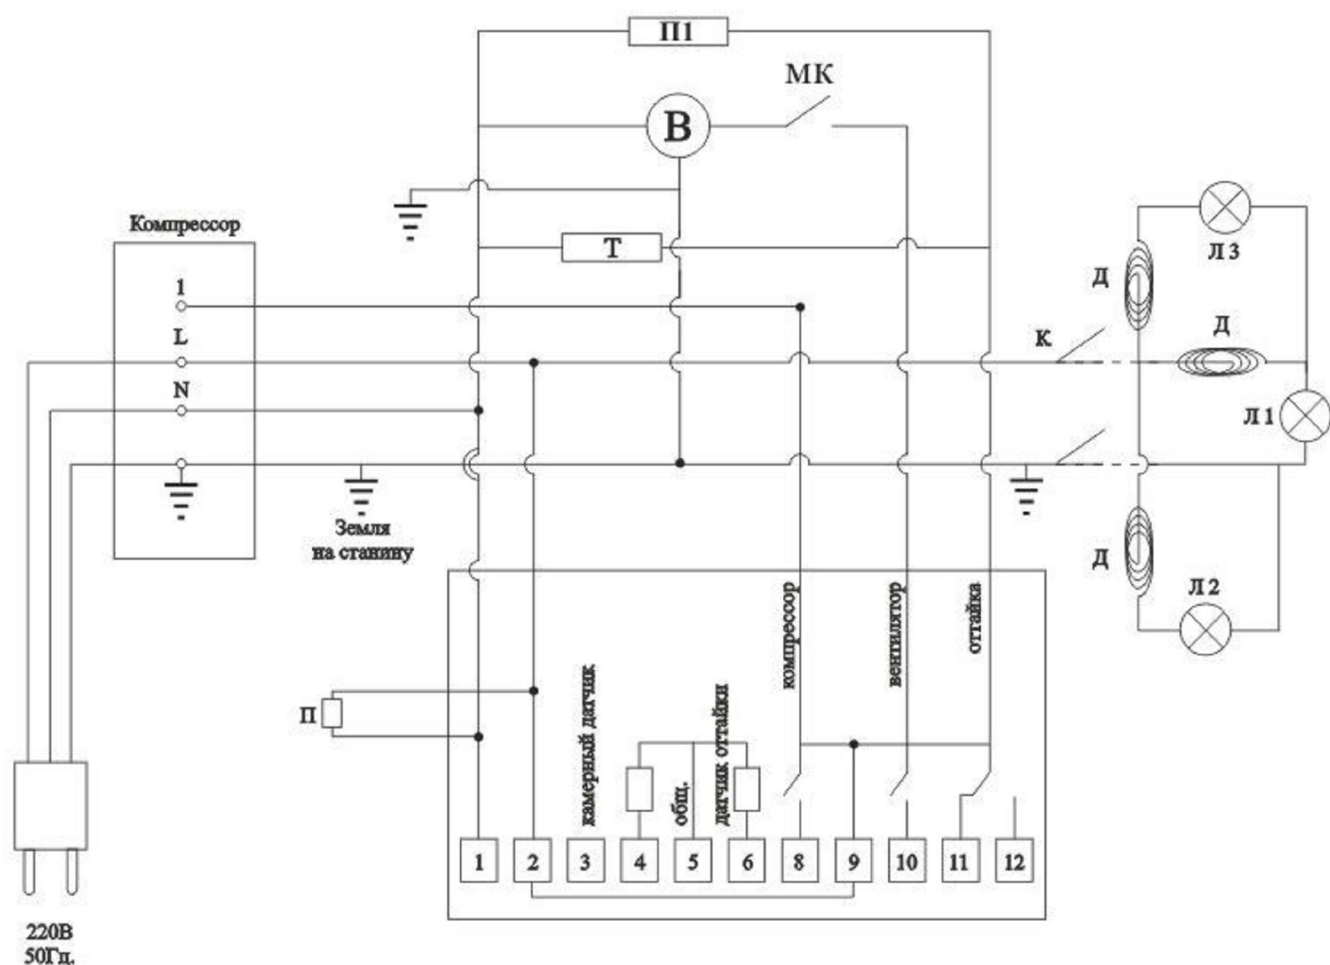 П1
МК
В
Компрессор
Т
Л 3
1
Д
Д
L
К
N
Л 1
Земля
на станину
Д
Л 2
компрессор
вентилятор
оттайка
П
камерный датчик
общ.
датчик оттайки
1
2
3
4
5
6
8
9
10
11
12
220В
50Гц.